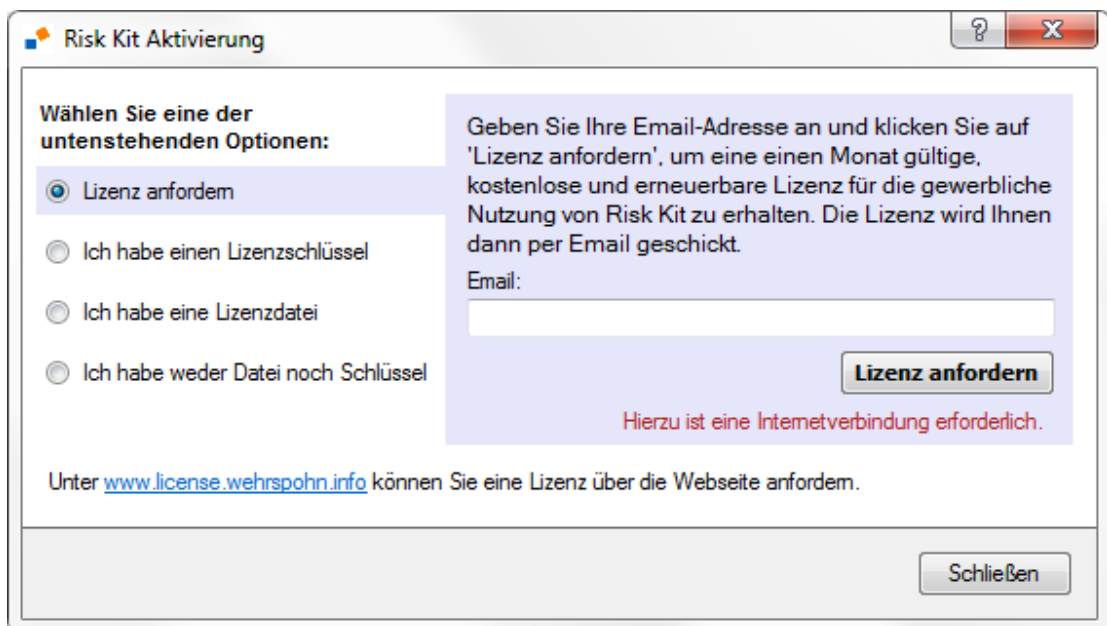 Risk Kit Aktivierung
Wählen Sie eine der
untenstehenden Optionen:
Lizenz anfordern
Ich habe einen Lizenzschlüssel
Ich habe eine Lizenzdatei
Ich habe weder Datei noch Schlüssel
Geben Sie Ihre Email-Adresse an und klicken Sie auf
'Lizenz anfordern', um eine einen Monat gültige,
kostenlose und erneuerbare Lizenz für die gewerbliche
Nutzung von Risk Kit zu erhalten. Die Lizenz wird Ihnen
dann per Email geschickt.
Email:
Lizenz anfordern
Hierzu ist eine Internetverbindung erforderlich.
Unter www.license.wehrspohn.info können Sie eine Lizenz über die Webseite anfordern.
Schließen